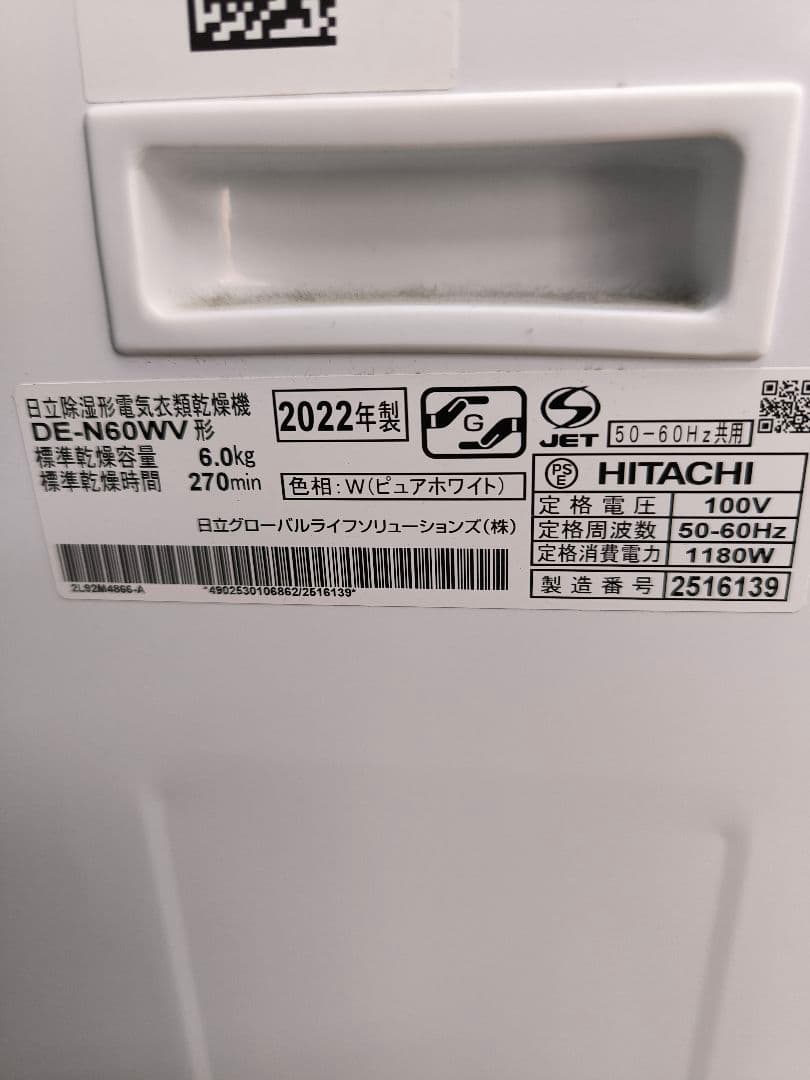 日立除湿形電気衣類乾燥機
DE-N60WV 形
標準乾燥容量 6.0kg
標準乾燥時間 270min
2022年製
G
色相:W(ピュアホワイト)
日立グローバルライフソリューションズ(株)
2L92M4866-A
*4902530106862/2516139*
JET
50-60Hz共用
PS
E
HITACHI
定格電圧 100V
定格周波数 50-60Hz
定格消費電力 1180W
製造番号 2516139